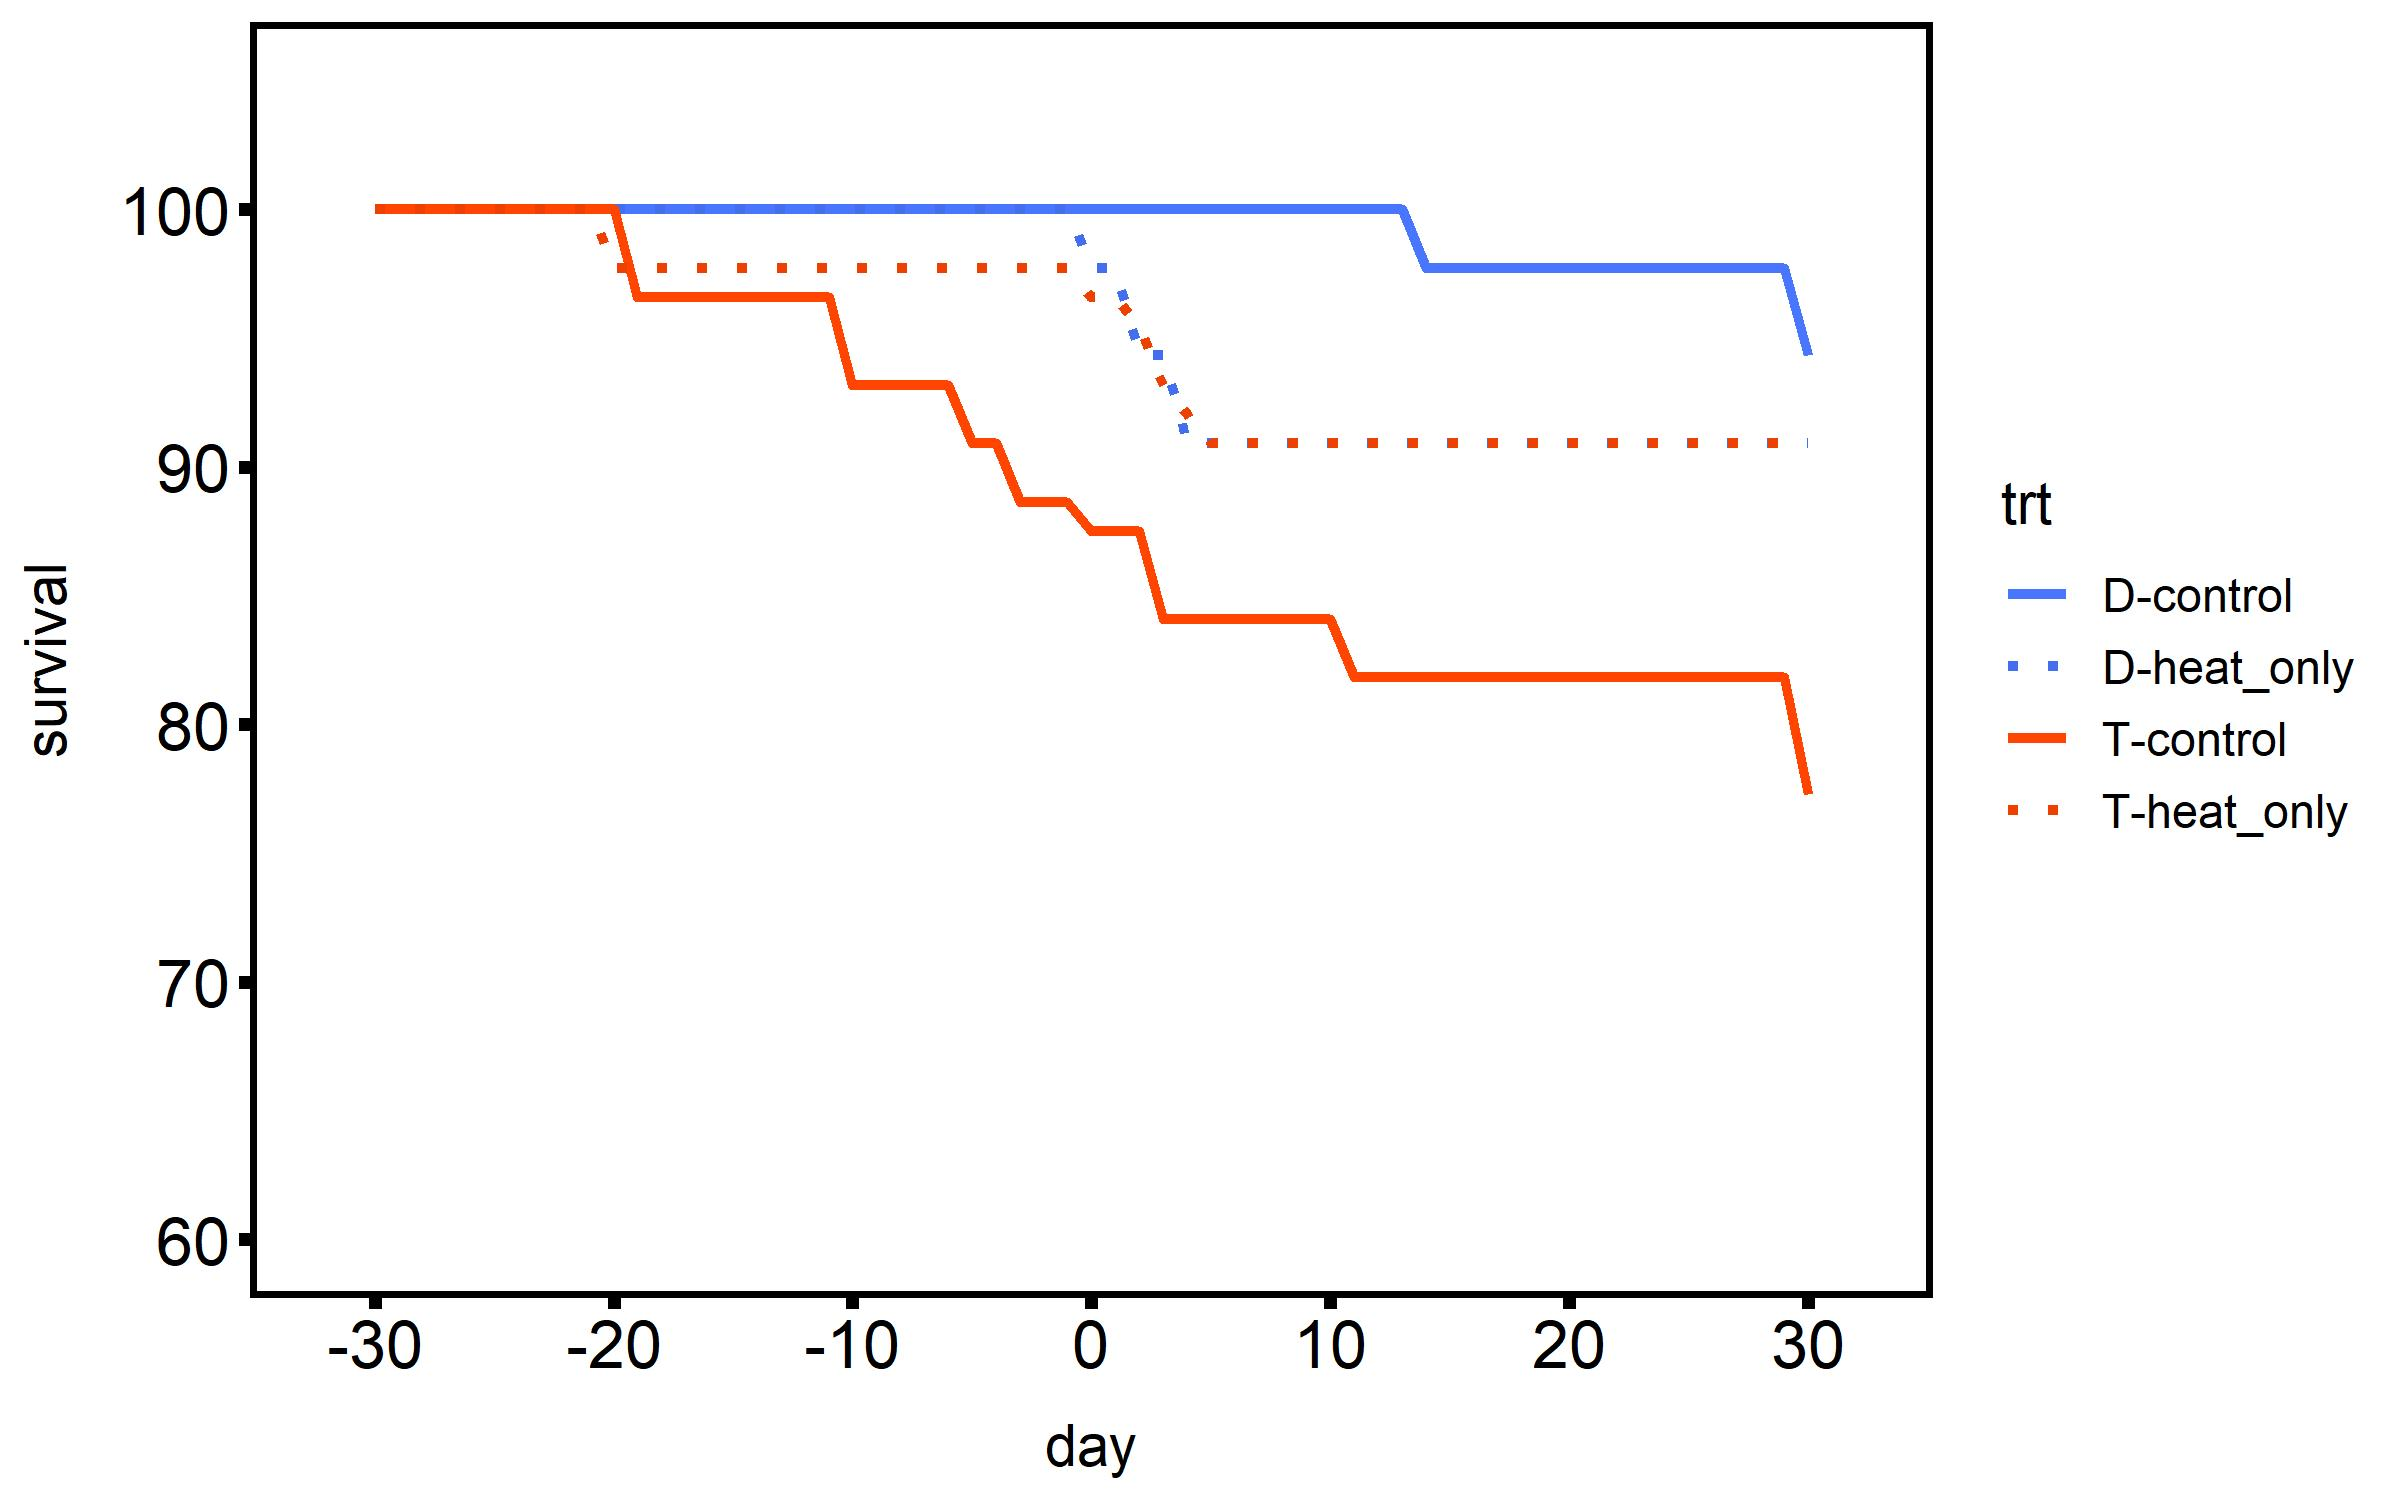 survival
100
90
80
70
60
-30 -20 -10 0 10 20 30
day
trt
D-control
D-heat_only
T-control
T-heat_only